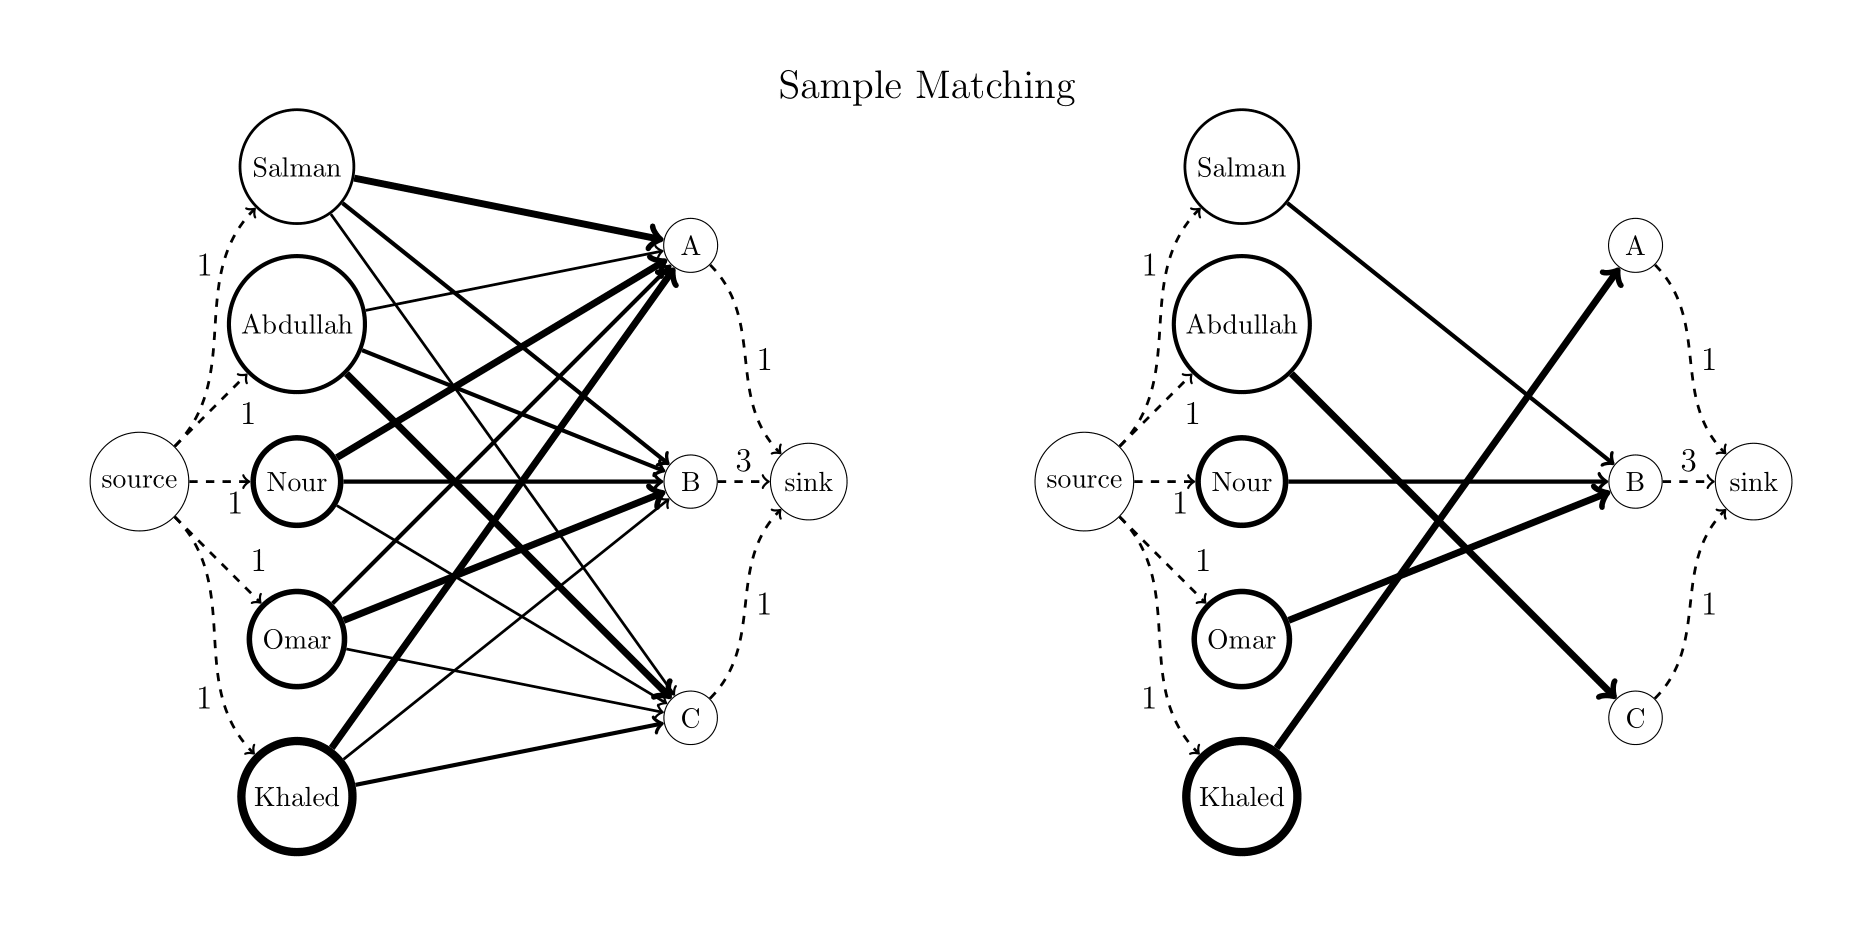 Sample Matching
Salman
Abdullah
Nour
Omar
Khaled
source
A
B
C
sink
1
1
1
1
1
1
3
1
Salman
Abdullah
Nour
Omar
Khaled
source
A
B
C
sink
1
1
1
1
1
1
3
1